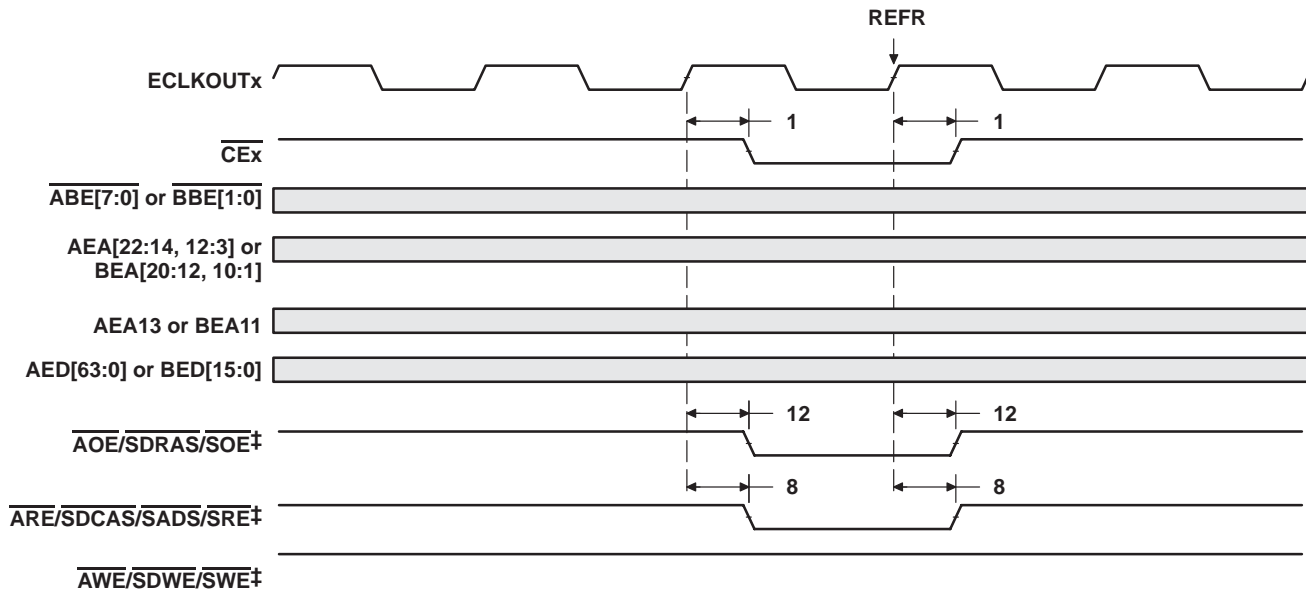 REFR
ECLKOUTx
1 1
CEx
ABE[7:0] or BBE[1:0]
AEA[22:14, 12:3] or
BEA[20:12, 10:1]
AEA13 or BEA11
AED[63:0] or BED[15:0]
12 12
AOE/SDRAS/SOE‡
8 8
ARE/SDCAS/SADS/SRE‡
AWE/SDWE/SWE‡